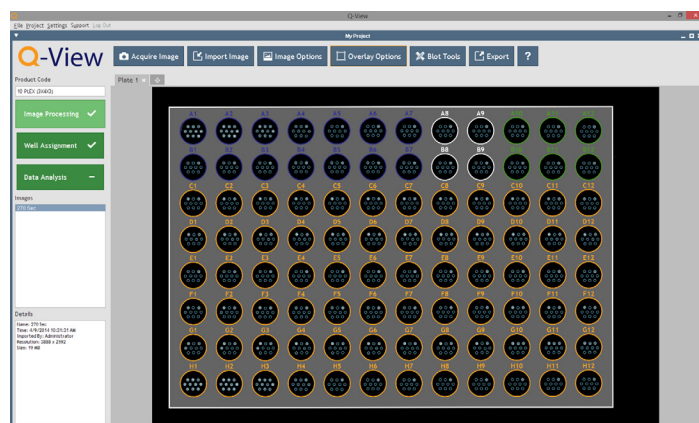 Q-View
File Project Settings Support Log Out
My Project
Q-View
Acquire Image Import Image Image Options Overlay Options Blot Tools Export ?
Product Code
Plate 1
Image Processing
Well Assignment
Data Analysis
Images
270 Sec
Details
Name: 270 Sec
Time: 4/9/2014 10:21:21 AM
Imported By: Administrator
Resolution: 3888 x 2592
Size: 19 MB
A1 A2 A3 A4 A5 A6 A7 A8 A9
B1 B2 B3 B4 B5 B6 B7 B8 B9
C1 C2 C3 C4 C5 C6 C7 C8 C9 C10 C11 C12
D1 D2 D3 D4 D5 D6 D7 D8 D9 D10 D11 D12
E1 E2 E3 E4 E5 E6 E7 E8 E9 E10 E11 E12
F1 F2 F3 F4 F5 F6 F7 F8 F9 F10 F11 F12
G1 G2 G3 G4 G5 G6 G7 G8 G9 G10 G11 G12
H1 H2 H3 H4 H5 H6 H7 H8 H9 H10 H11 H12